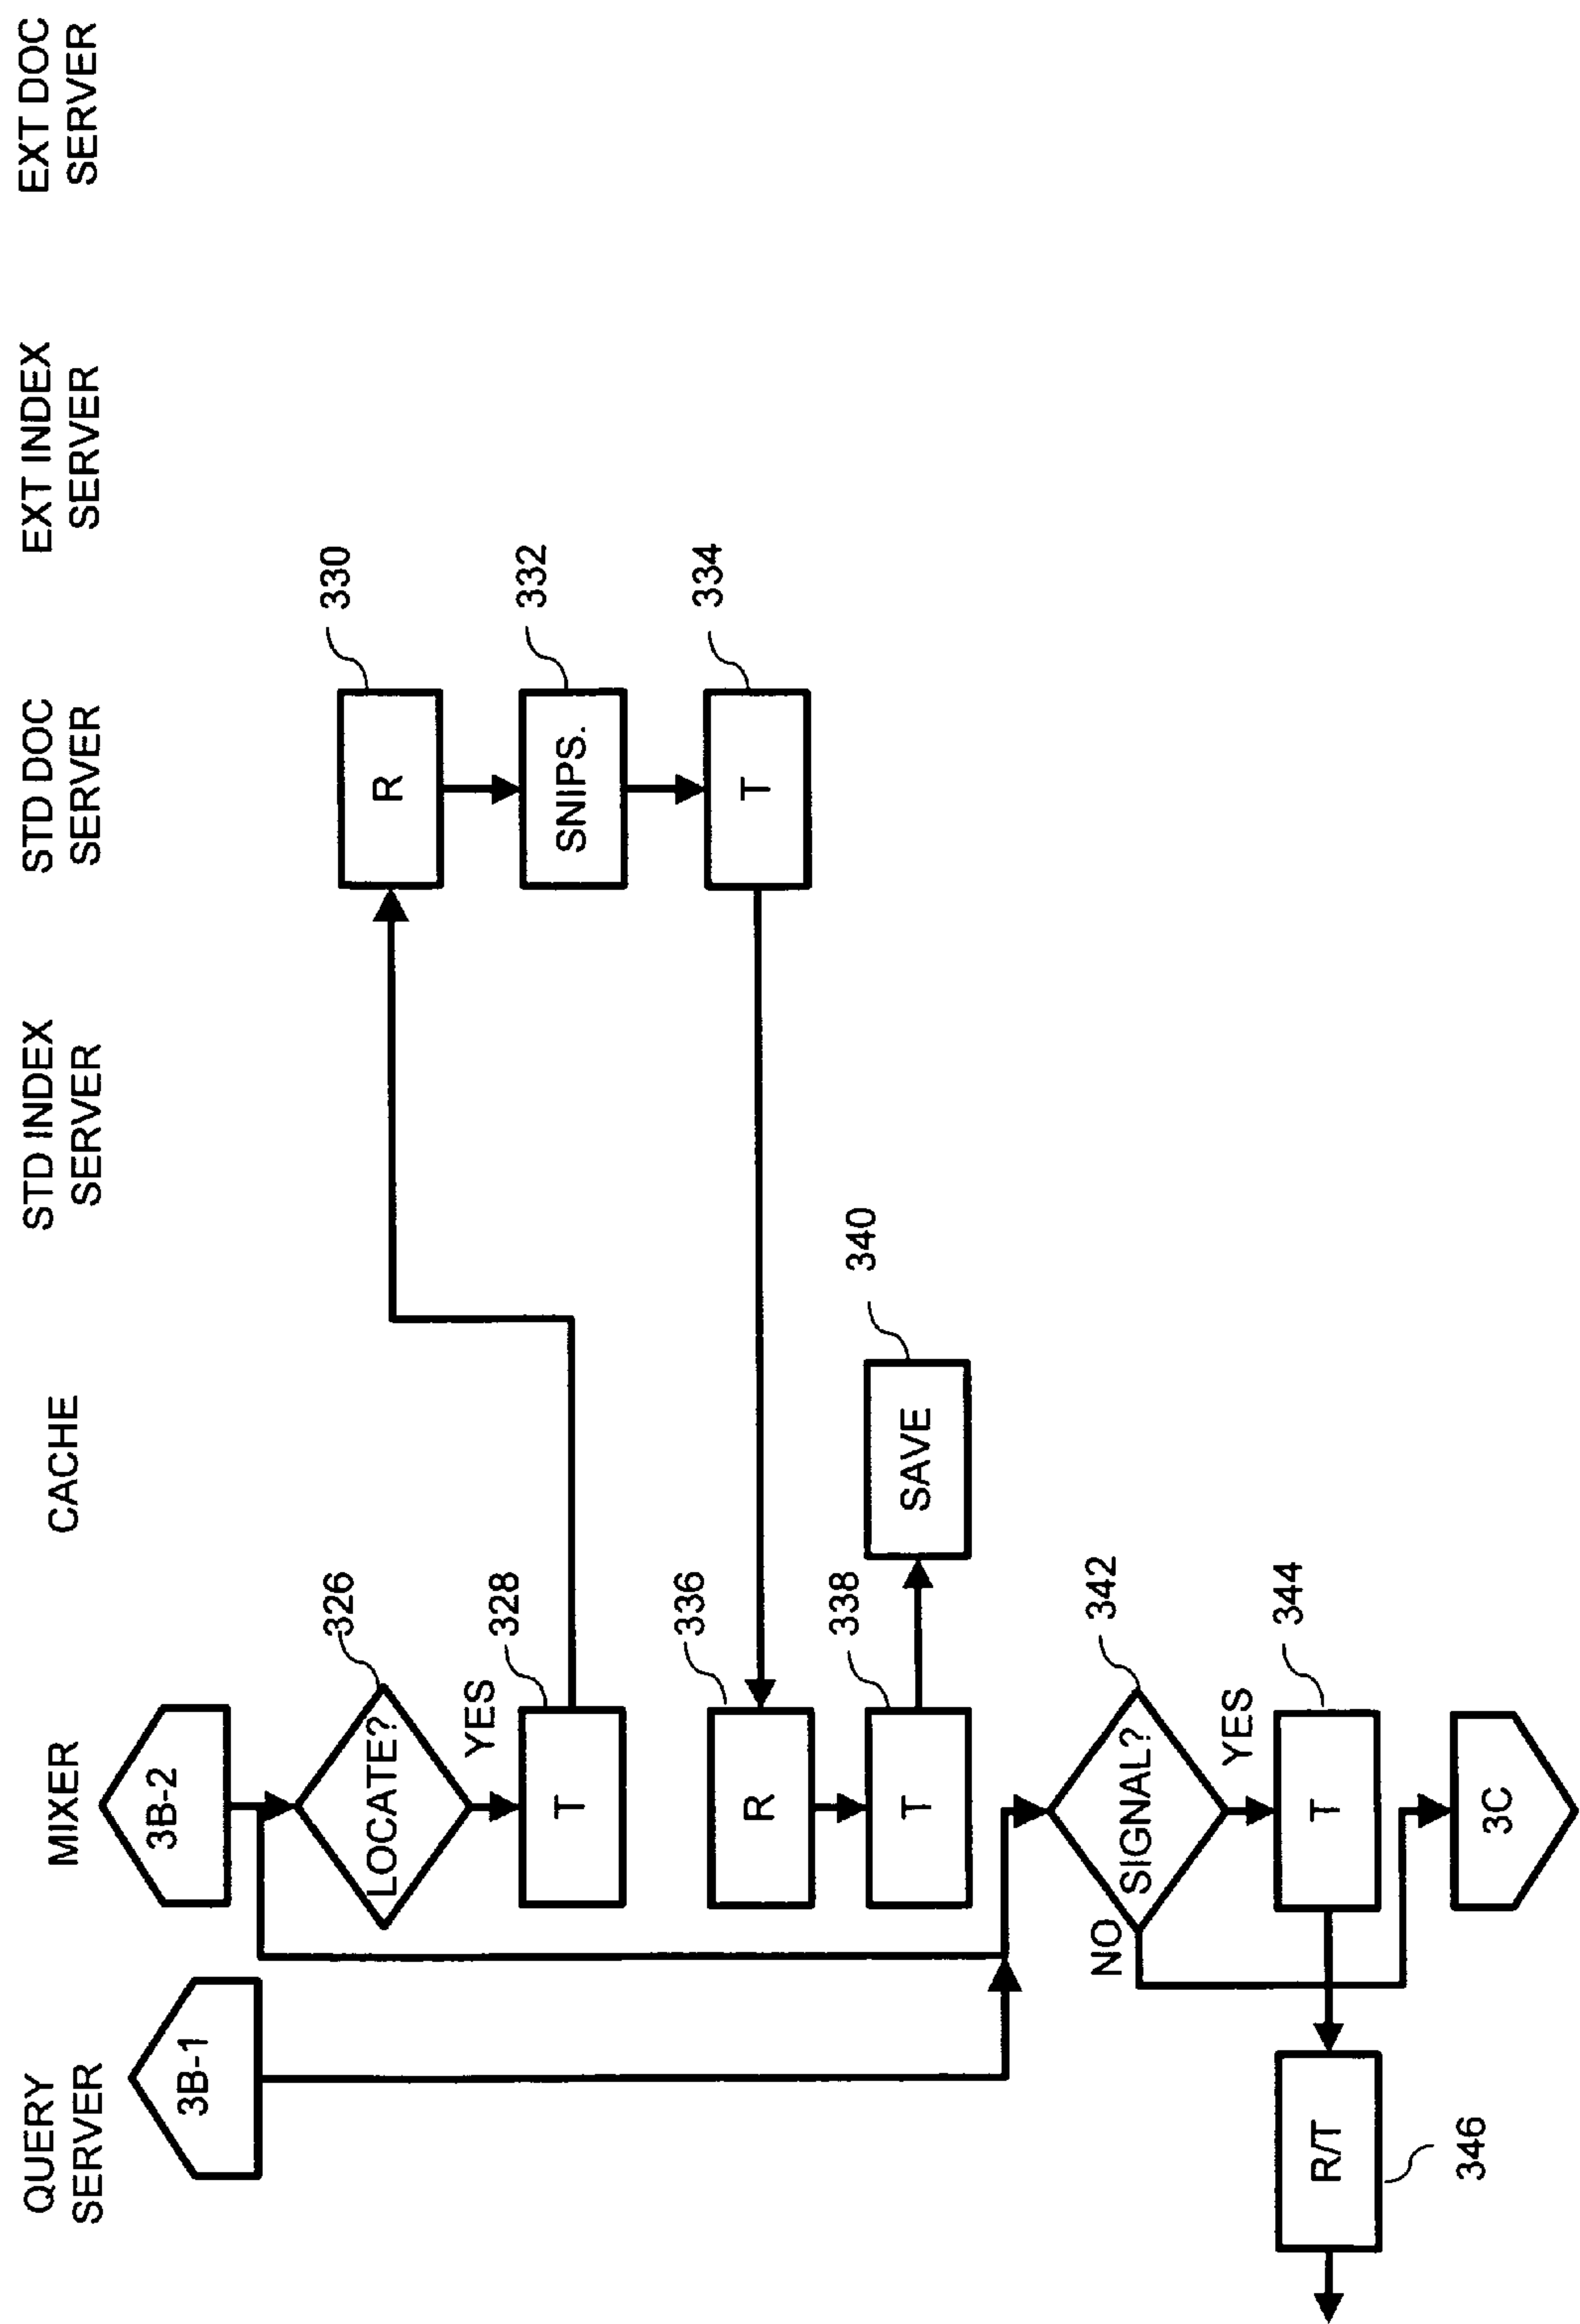 QUERY
SERVER
MIXER
CACHE
STD INDEX
SERVER
STD DOC
SERVER
EXT INDEX
SERVER
EXT DOC
SERVER
3B-1
3B-2
LOCATE?
326
YES
T
328
R
330
SNIPS.
332
T
334
R
336
T
338
SAVE
340
SIGNAL?
342
NO
YES
T
344
R/T
346
3C